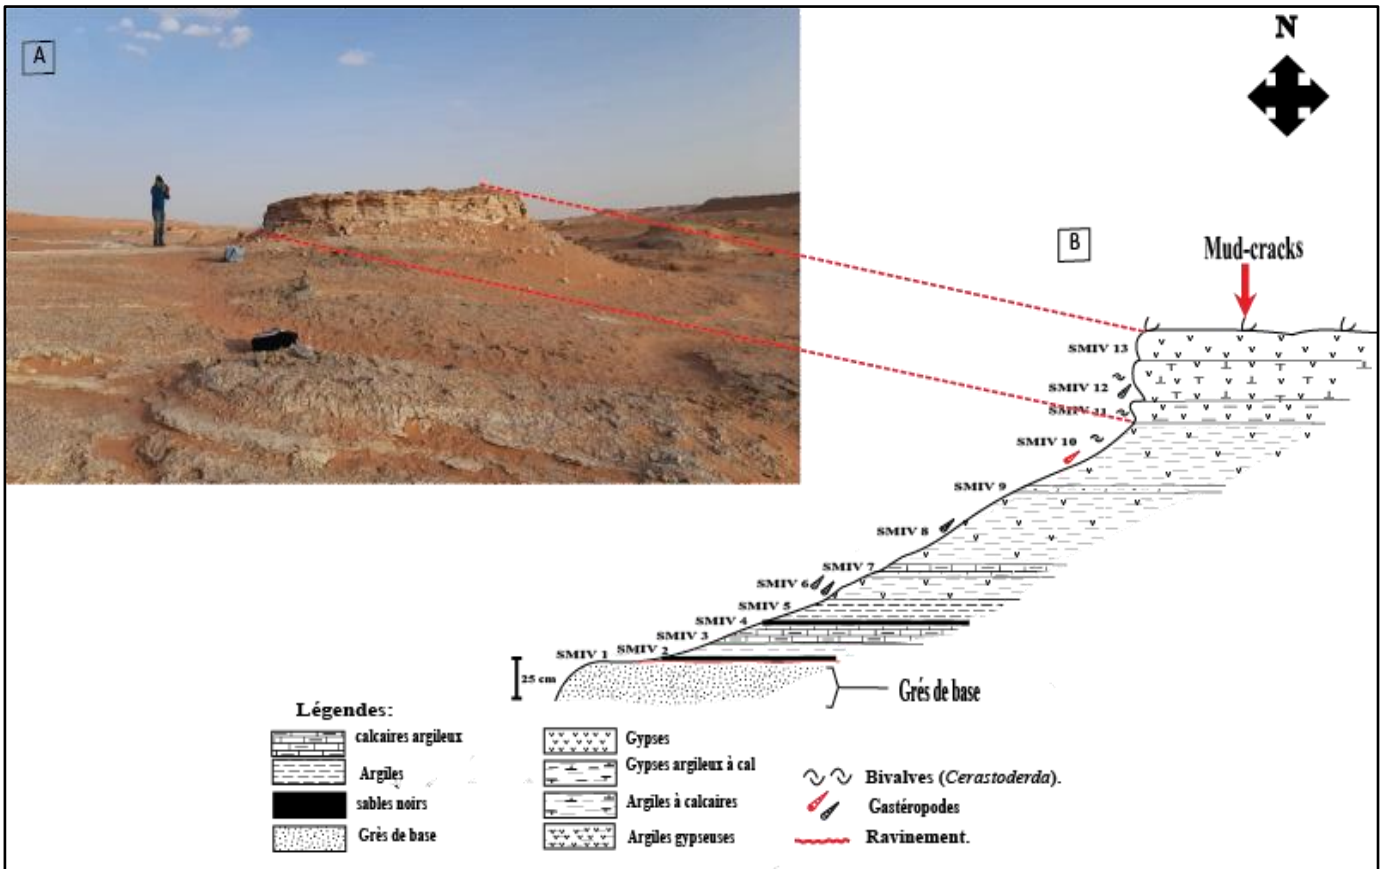 A
N
B
Mud-cracks
SMIV 13
SMIV 12
SMIV 11
SMIV 10
SMIV 9
SMIV 8
SMIV 7
SMIV 6
SMIV 5
SMIV 4
SMIV 3
SMIV 2
SMIV 1
25 cm
Grés de base
Légendes:
calcaires argileux
Argiles
sables noirs
Grès de base
Gypses
Gypses argileux à cal
Argiles à calcaires
Argiles gypseuses
Bivalves (Cerastoderda).
Gastéropodes
Ravinement.